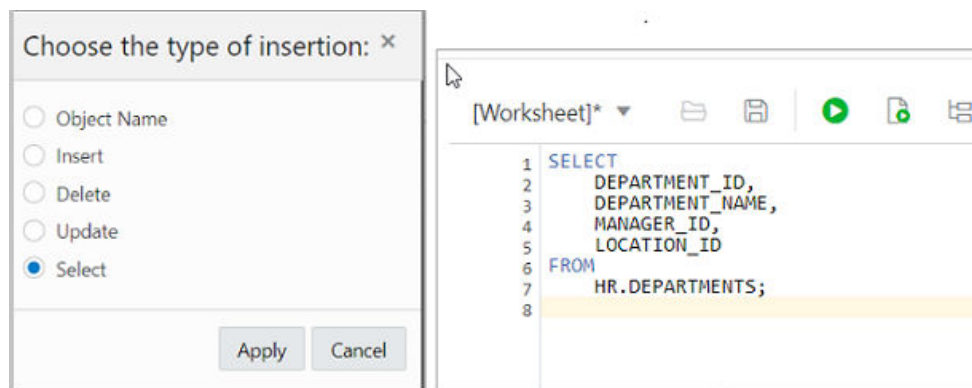 Choose the type of insertion: ×
Object Name
Insert
Delete
Update
Select
Apply Cancel
[Worksheet]*
1 SELECT
2 DEPARTMENT_ID,
3 DEPARTMENT_NAME,
4 MANAGER_ID,
5 LOCATION_ID
6 FROM
7 HR.DEPARTMENTS;
8